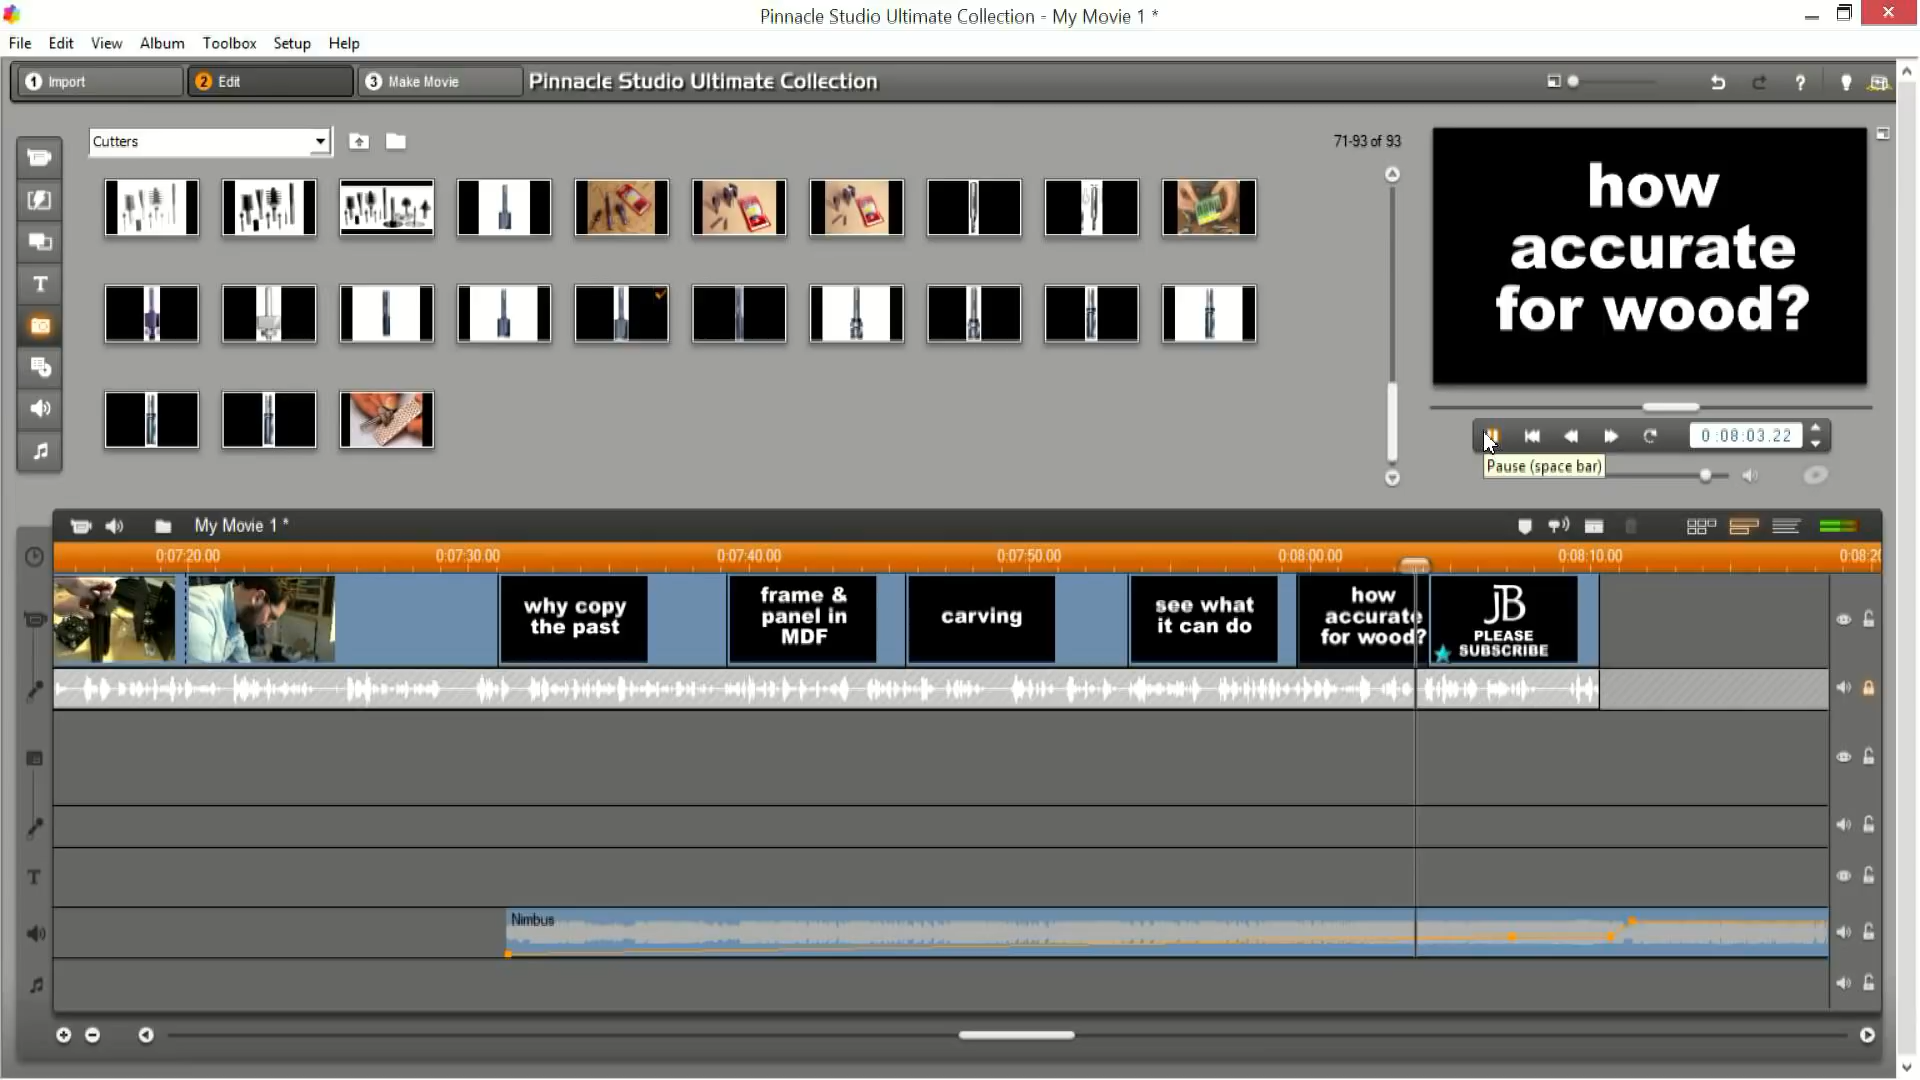 Pinnacle Studio Ultimate Collection - My Movie 1 *
File Edit View Album Toolbox Setup Help
1 Import 2 Edit 3 Make Movie Pinnacle Studio Ultimate Collection
?
Cutters
71-93 of 93
how
accurate
for wood?
T
0:08:03.22
Pause (space bar)
My Movie 1 *
0:07:20.00 0:07:30.00 0:07:40.00 0:07:50.00 0:08:00.00 0:08:10.00 0:08:20
why copy
the past
frame &
panel in
MDF
carving
see what
it can do
how
accurate
for wood?
JB
PLEASE
SUBSCRIBE
T
Nimbus